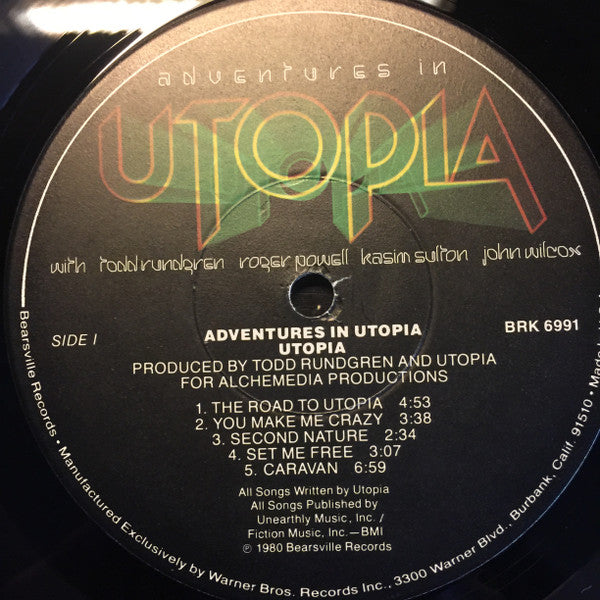 adventures in
UTOPIA
with todd rundgren roger powell kasim sulton john wilcox
SIDE I
BRK 6991
ADVENTURES IN UTOPIA
UTOPIA
PRODUCED BY TODD RUNDGREN AND UTOPIA
FOR ALCHEMEDIA PRODUCTIONS
1. THE ROAD TO UTOPIA 4:53
2. YOU MAKE ME CRAZY 3:38
3. SECOND NATURE 2:34
4. SET ME FREE 3:07
5. CARAVAN 6:59
All Songs Written by Utopia
All Songs Published by
Unearthly Music, Inc. /
Fiction Music, Inc.—BMI
℗ 1980 Bearsville Records
Bearsville Records • Manufactured Exclusively by Warner Bros. Records Inc., 3300 Warner Blvd., Burbank, Calif. 91510 • Made